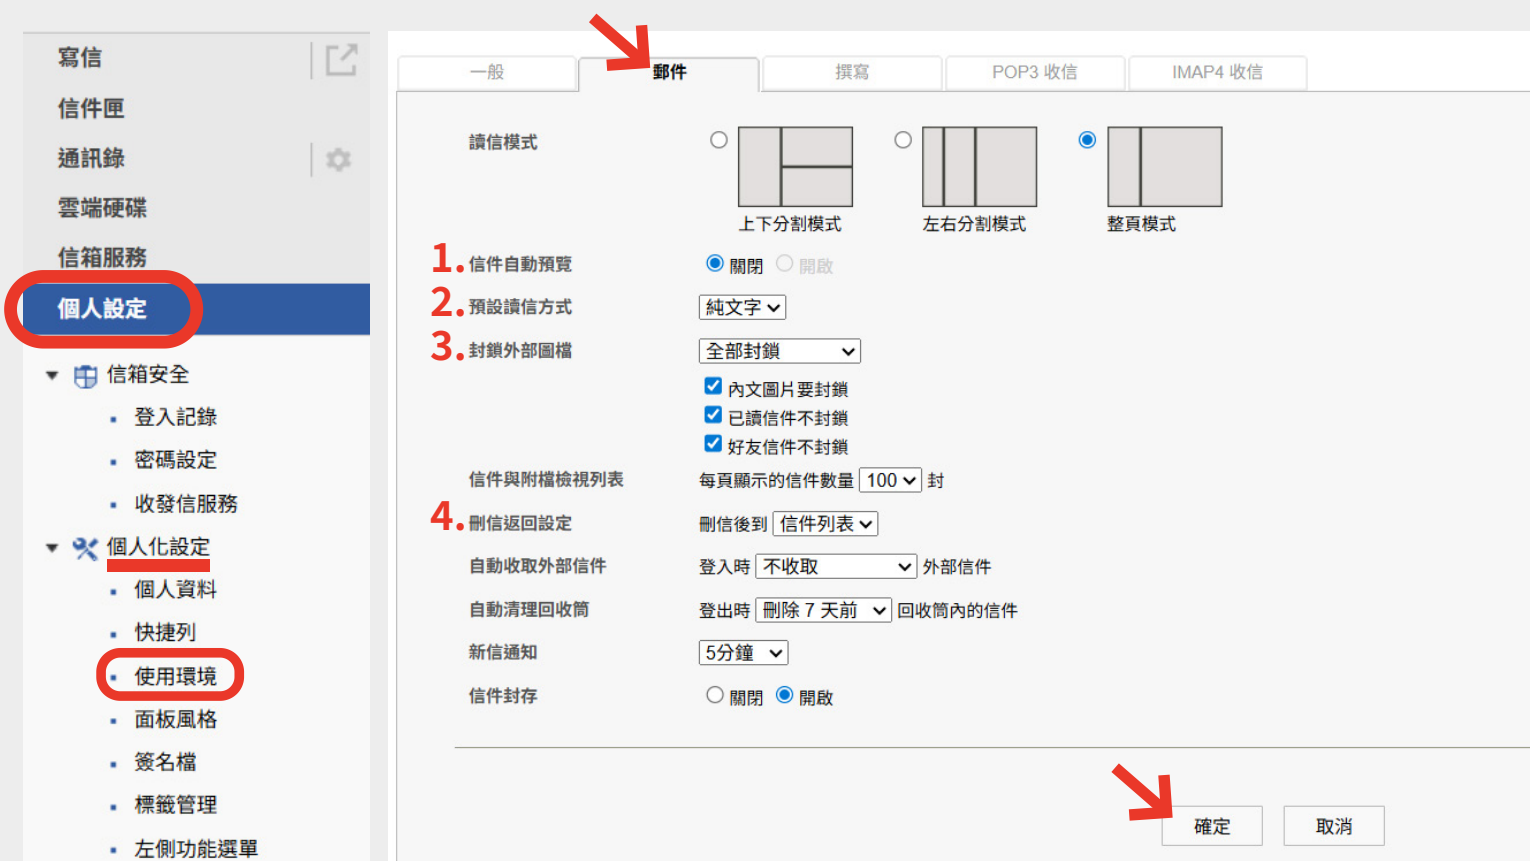 寫信
信件匣
通訊錄
雲端硬碟
信箱服務
個人設定
信箱安全
登入記錄
密碼設定
收發信服務
個人化設定
個人資料
快捷列
使用環境
面板風格
簽名檔
標籤管理
左側功能選單
一般 郵件 撰寫 POP3 收信 IMAP4 收信
讀信模式
上下分割模式 左右分割模式 整頁模式
1. 信件自動預覽 關閉 開啟
2. 預設讀信方式 純文字
3. 封鎖外部圖檔 全部封鎖
內文圖片要封鎖
已讀信件不封鎖
好友信件不封鎖
信件與附檔檢視列表 每頁顯示的信件數量 100 封
4. 刪信返回設定 刪信後到 信件列表
自動收取外部信件 登入時 不收取 外部信件
自動清理回收筒 登出時 刪除 7 天前 回收筒內的信件
新信通知 5分鐘
信件封存 關閉 開啟
確定 取消